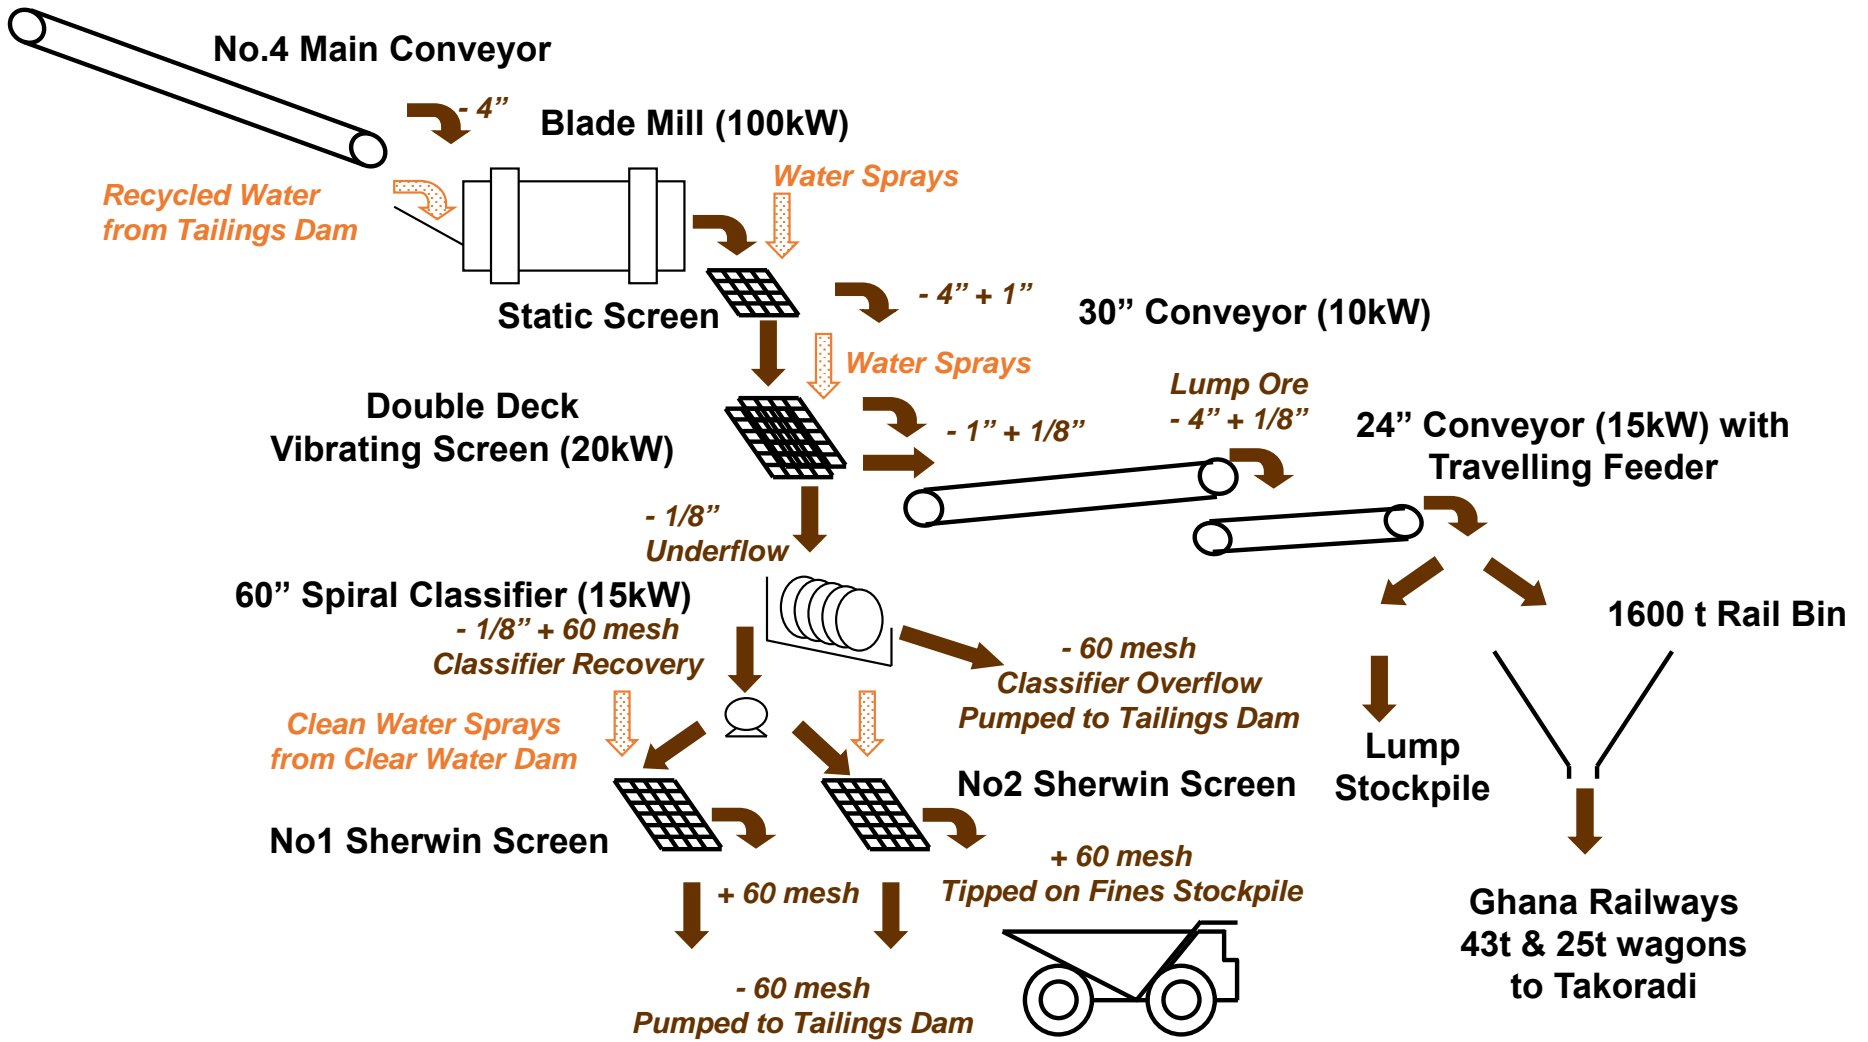 No.4 Main Conveyor
- 4”
Blade Mill (100kW)
Recycled Water
from Tailings Dam
Water Sprays
Static Screen
- 4” + 1”
30” Conveyor (10kW)
Water Sprays
Double Deck
Vibrating Screen (20kW)
- 1” + 1/8”
Lump Ore
- 4” + 1/8”
24” Conveyor (15kW) with
Travelling Feeder
- 1/8”
Underflow
60” Spiral Classifier (15kW)
- 1/8” + 60 mesh
Classifier Recovery
- 60 mesh
Classifier Overflow
Pumped to Tailings Dam
1600 t Rail Bin
Clean Water Sprays
from Clear Water Dam
Lump
Stockpile
No1 Sherwin Screen
No2 Sherwin Screen
+ 60 mesh
+ 60 mesh
Tipped on Fines Stockpile
- 60 mesh
Pumped to Tailings Dam
Ghana Railways
43t & 25t wagons
to Takoradi